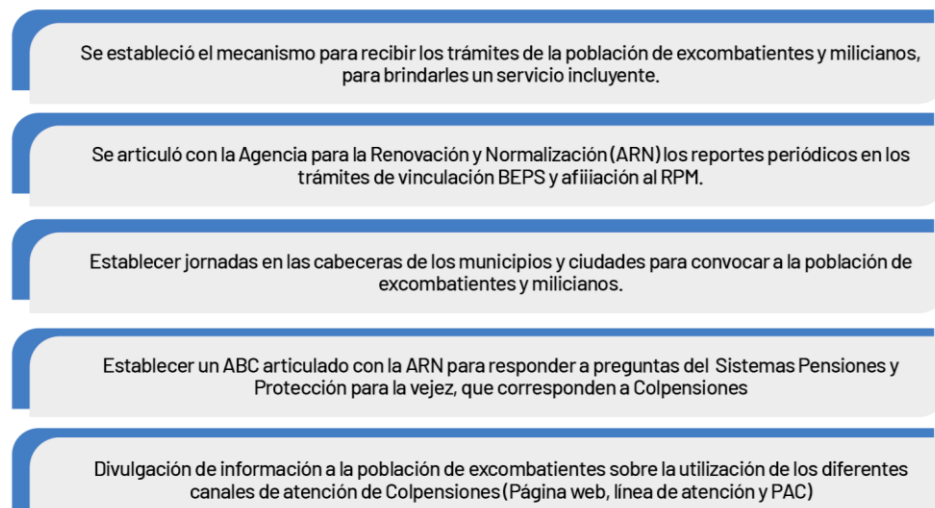 Se estableció el mecanismo para recibir los trámites de la población de excombatientes y milicianos,
para brindarles un servicio incluyente.
Se articuló con la Agencia para la Renovación y Normalización (ARN) los reportes periódicos en los
trámites de vinculación BEPS y afiiiación al RPM.
Establecer jornadas en las cabeceras de los municipios y ciudades para convocar a la población de
excombatientes y milicianos.
Establecer un ABC articulado con la ARN para responder a preguntas del Sistemas Pensiones y
Protección para la vejez, que corresponden a Colpensiones
Divulgación de información a la población de excombatientes sobre la utilización de los diferentes
canales de atención de Colpensiones (Página web, línea de atención y PAC)